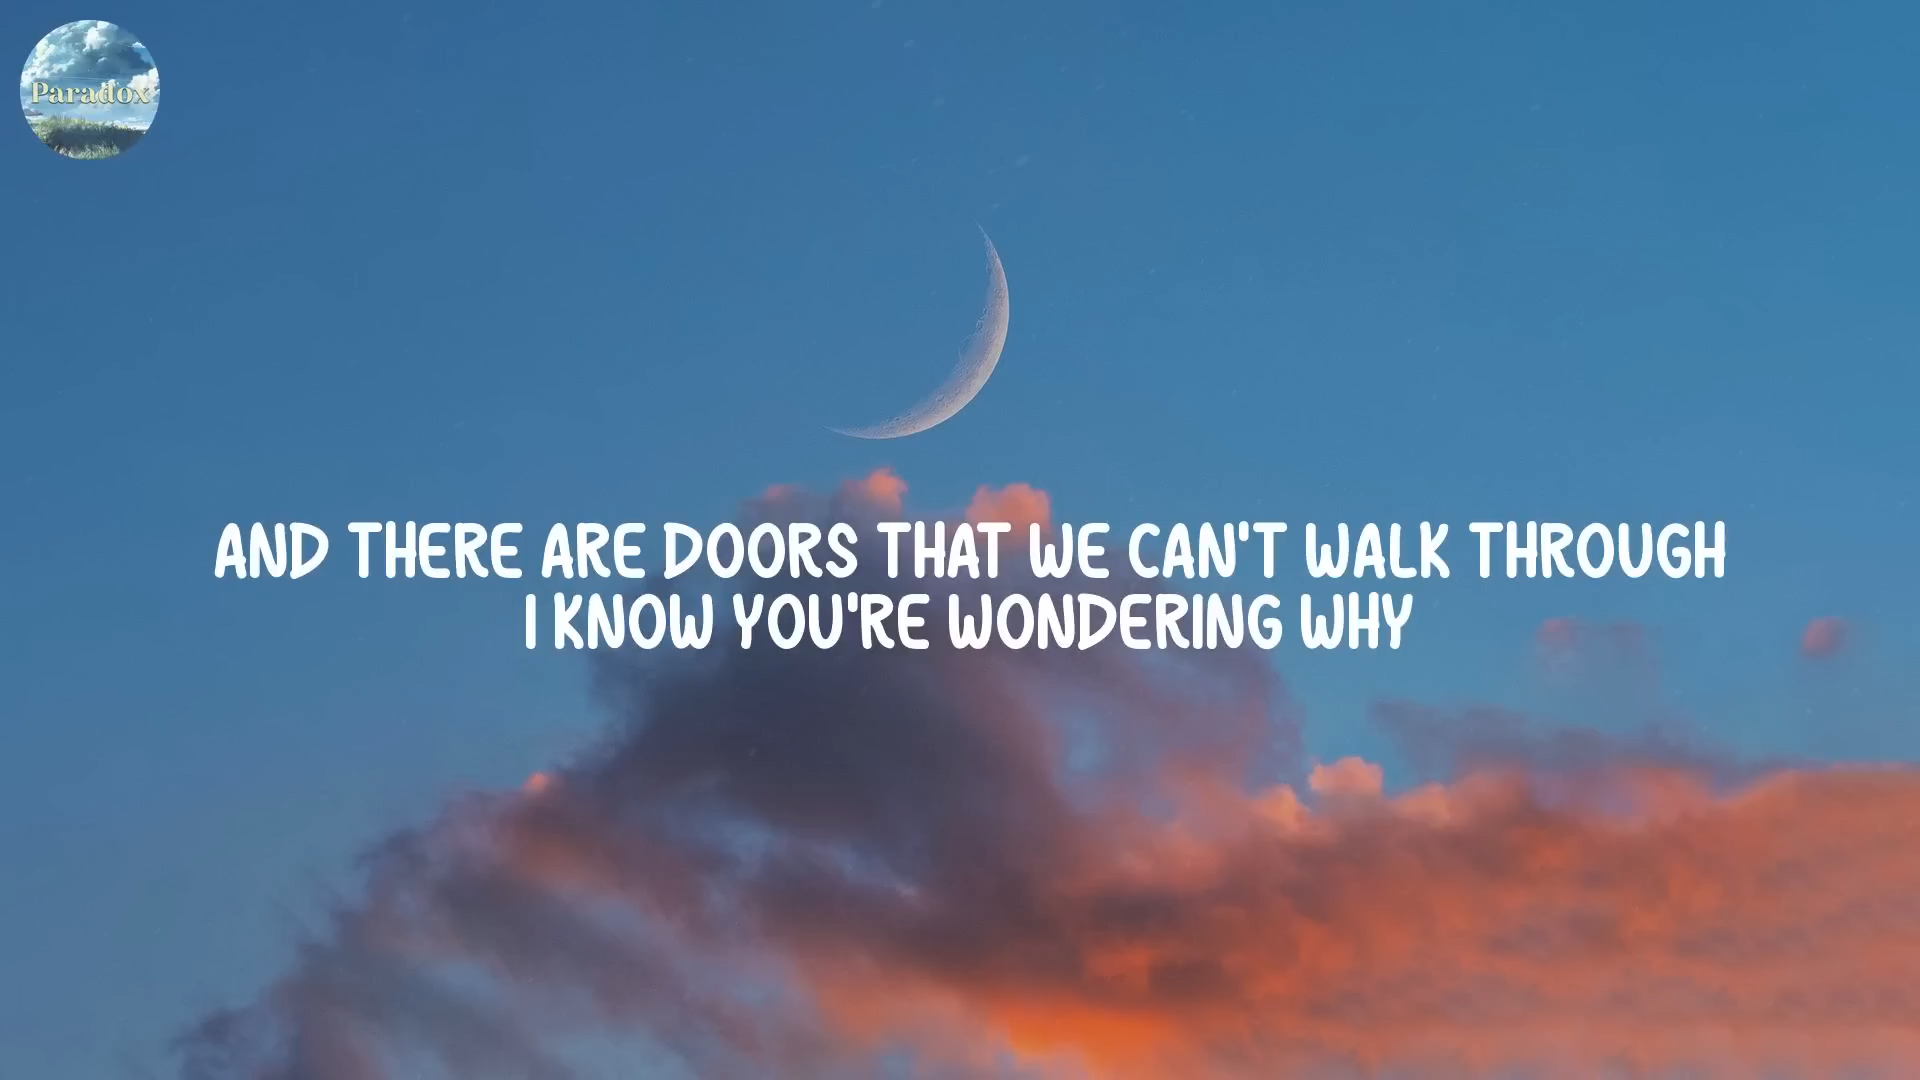 Paradox
AND THERE ARE DOORS THAT WE CAN'T WALK THROUGH
I KNOW YOU'RE WONDERING WHY